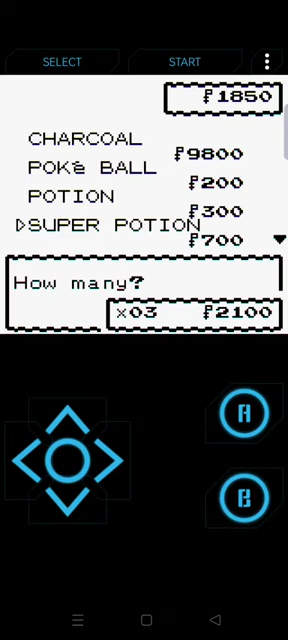 SELECT START
₽1850
CHARCOAL
₽9800
POKé BALL
₽200
POTION
₽300
▷SUPER POTION
₽700
▼
How many?
×03 ₽2100
A
B